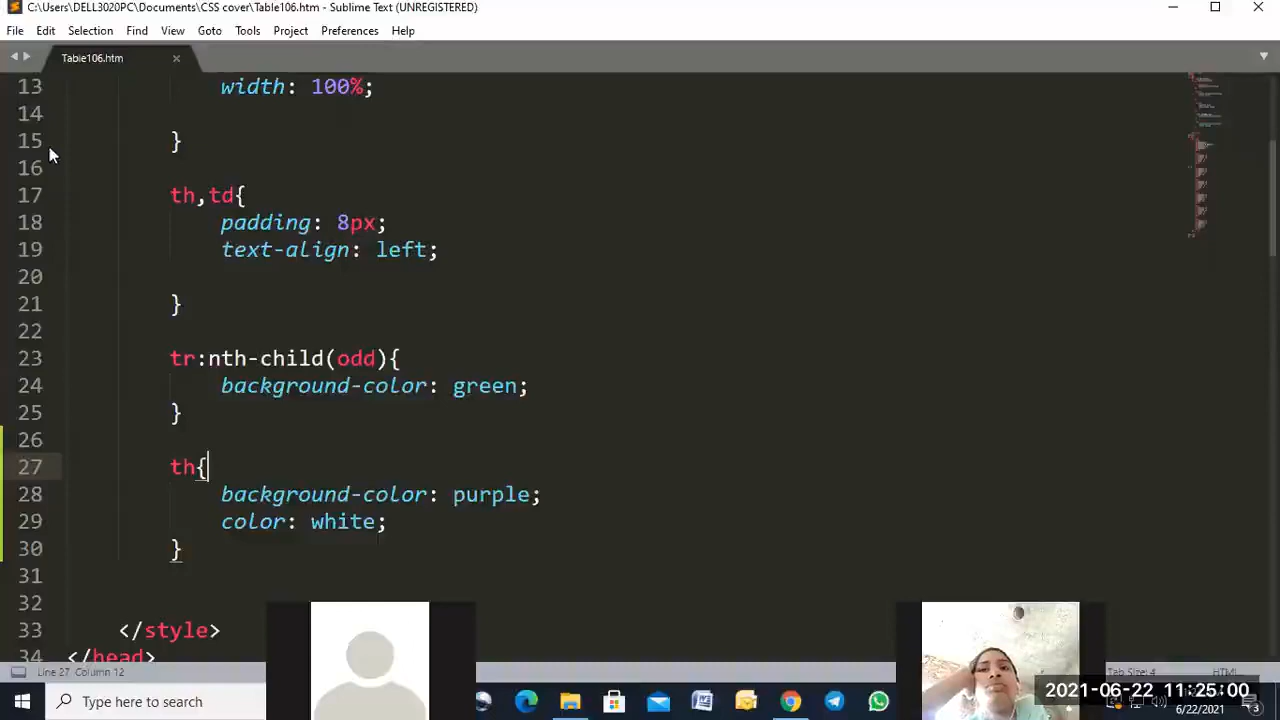 C:\Users\DELL3020PC\Documents\CSS cover\Table106.htm - Sublime Text (UNREGISTERED)
File Edit Selection Find View Goto Tools Project Preferences Help
Table106.htm
13 width: 100%;
14
15 }
16
17 th,td{
18 padding: 8px;
19 text-align: left;
20
21 }
22
23 tr:nth-child(odd){
24 background-color: green;
25 }
26
27 th{
28 background-color: purple;
29 color: white;
30 }
31
32
33 </style>
34 </head>
Line 27 Column 12
Tab Size: 4 HTML
Type here to search
2021-06-22 11:25:00
6/22/2021
3